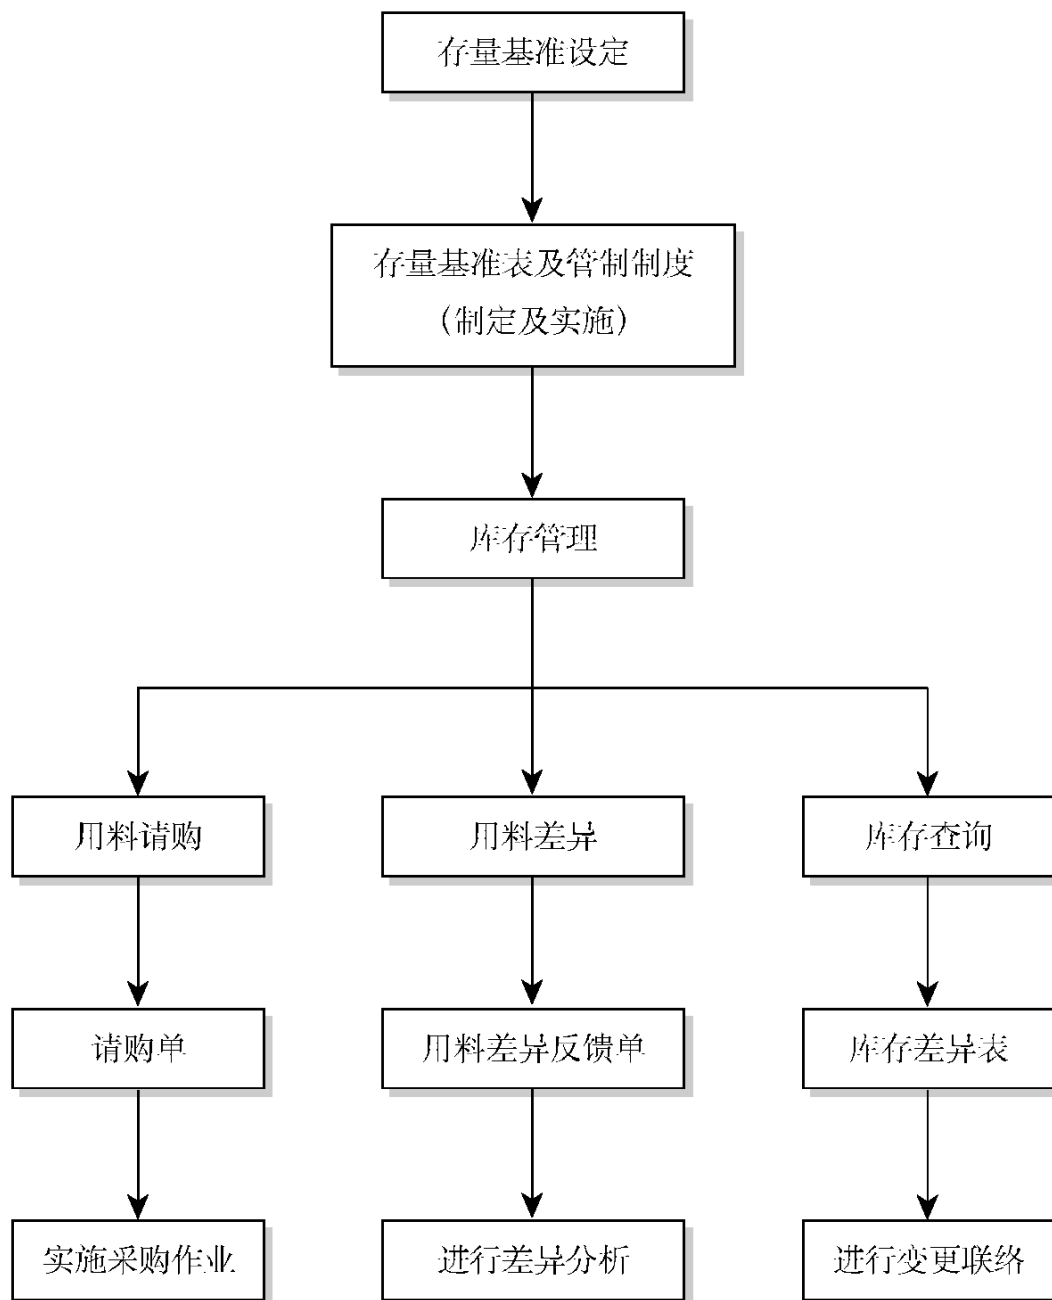 存量基准设定
存量基准表及管制制度
（制定及实施）
库存管理
用料请购
用料差异
库存查询
请购单
用料差异反馈单
库存差异表
实施采购作业
进行差异分析
进行变更联络